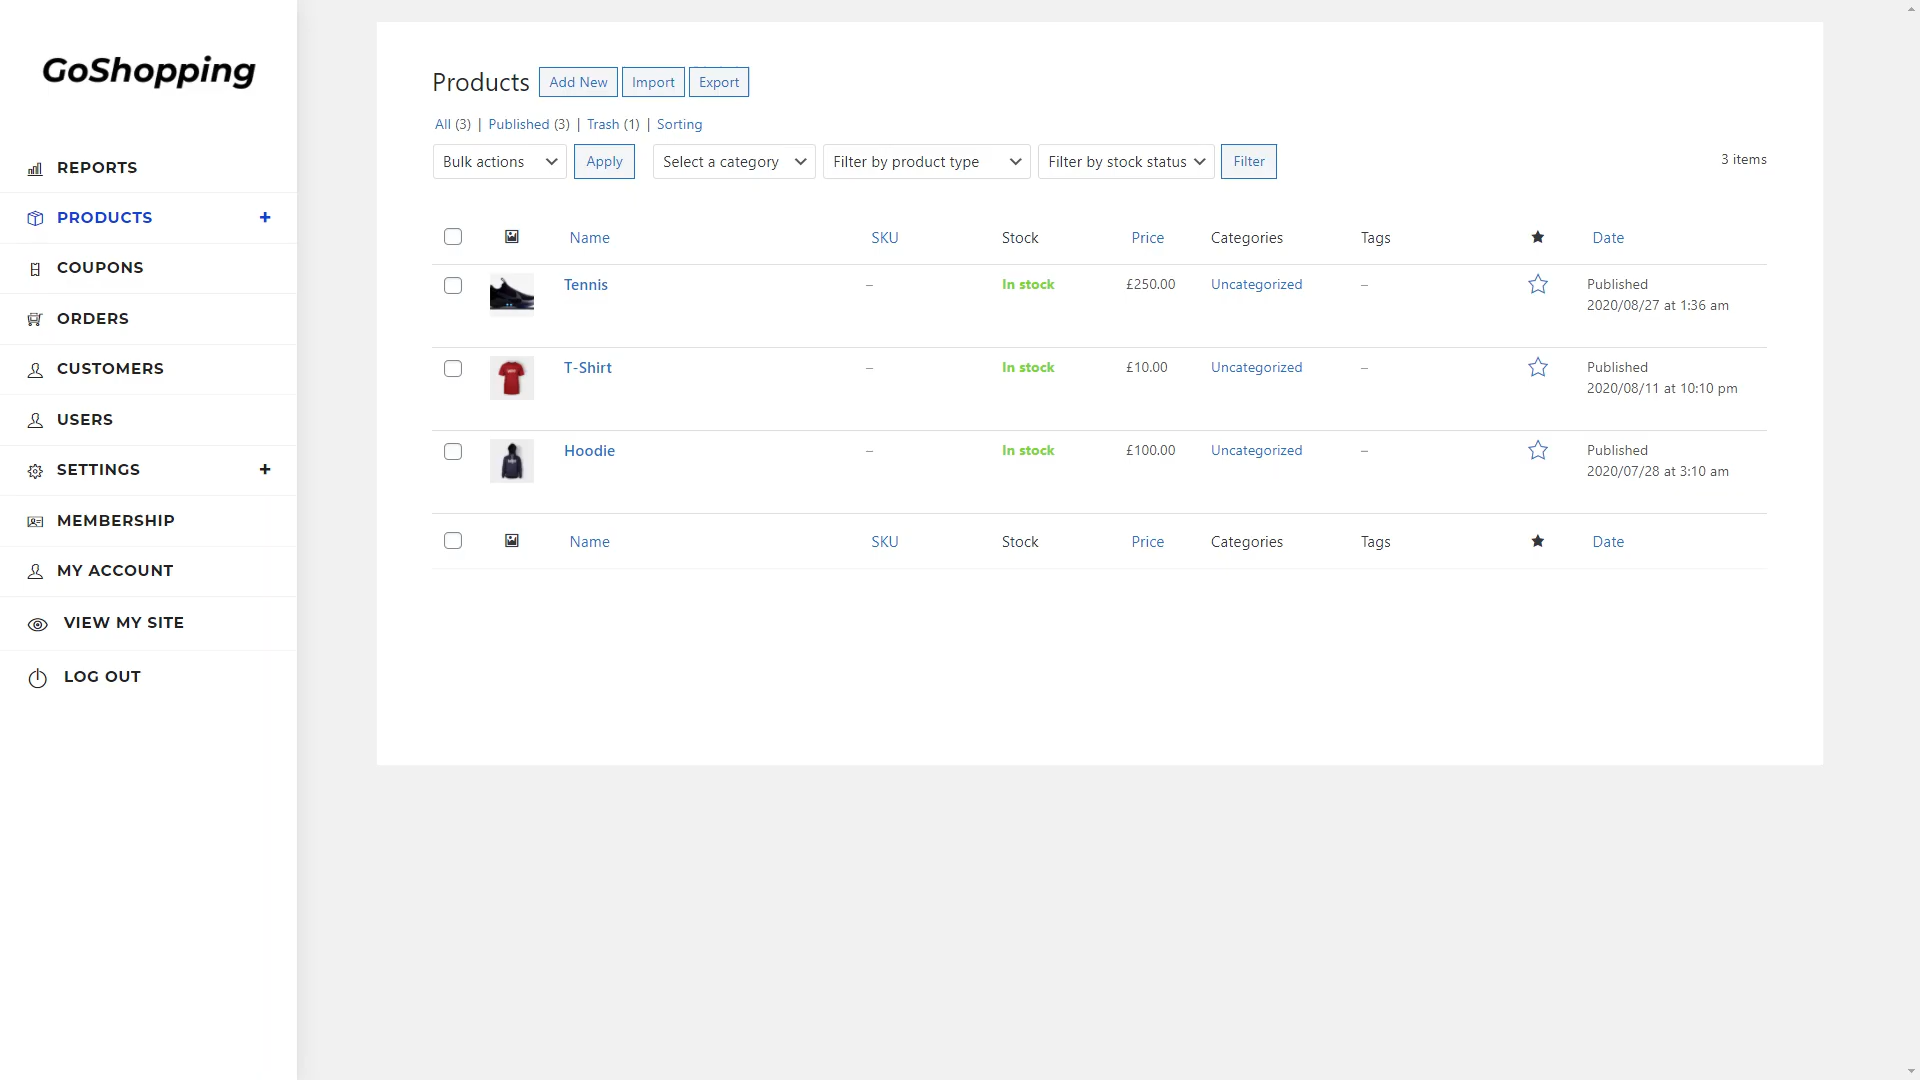 GoShopping
REPORTS
PRODUCTS +
COUPONS
ORDERS
CUSTOMERS
USERS
SETTINGS +
MEMBERSHIP
MY ACCOUNT
VIEW MY SITE
LOG OUT
Products Add New Import Export
All (3) | Published (3) | Trash (1) | Sorting
Bulk actions Apply Select a category Filter by product type Filter by stock status Filter 3 items
Name SKU Stock Price Categories Tags Date
Tennis – In stock £250.00 Uncategorized – Published
2020/08/27 at 1:36 am
T-Shirt – In stock £10.00 Uncategorized – Published
2020/08/11 at 10:10 pm
Hoodie – In stock £100.00 Uncategorized – Published
2020/07/28 at 3:10 am
Name SKU Stock Price Categories Tags Date